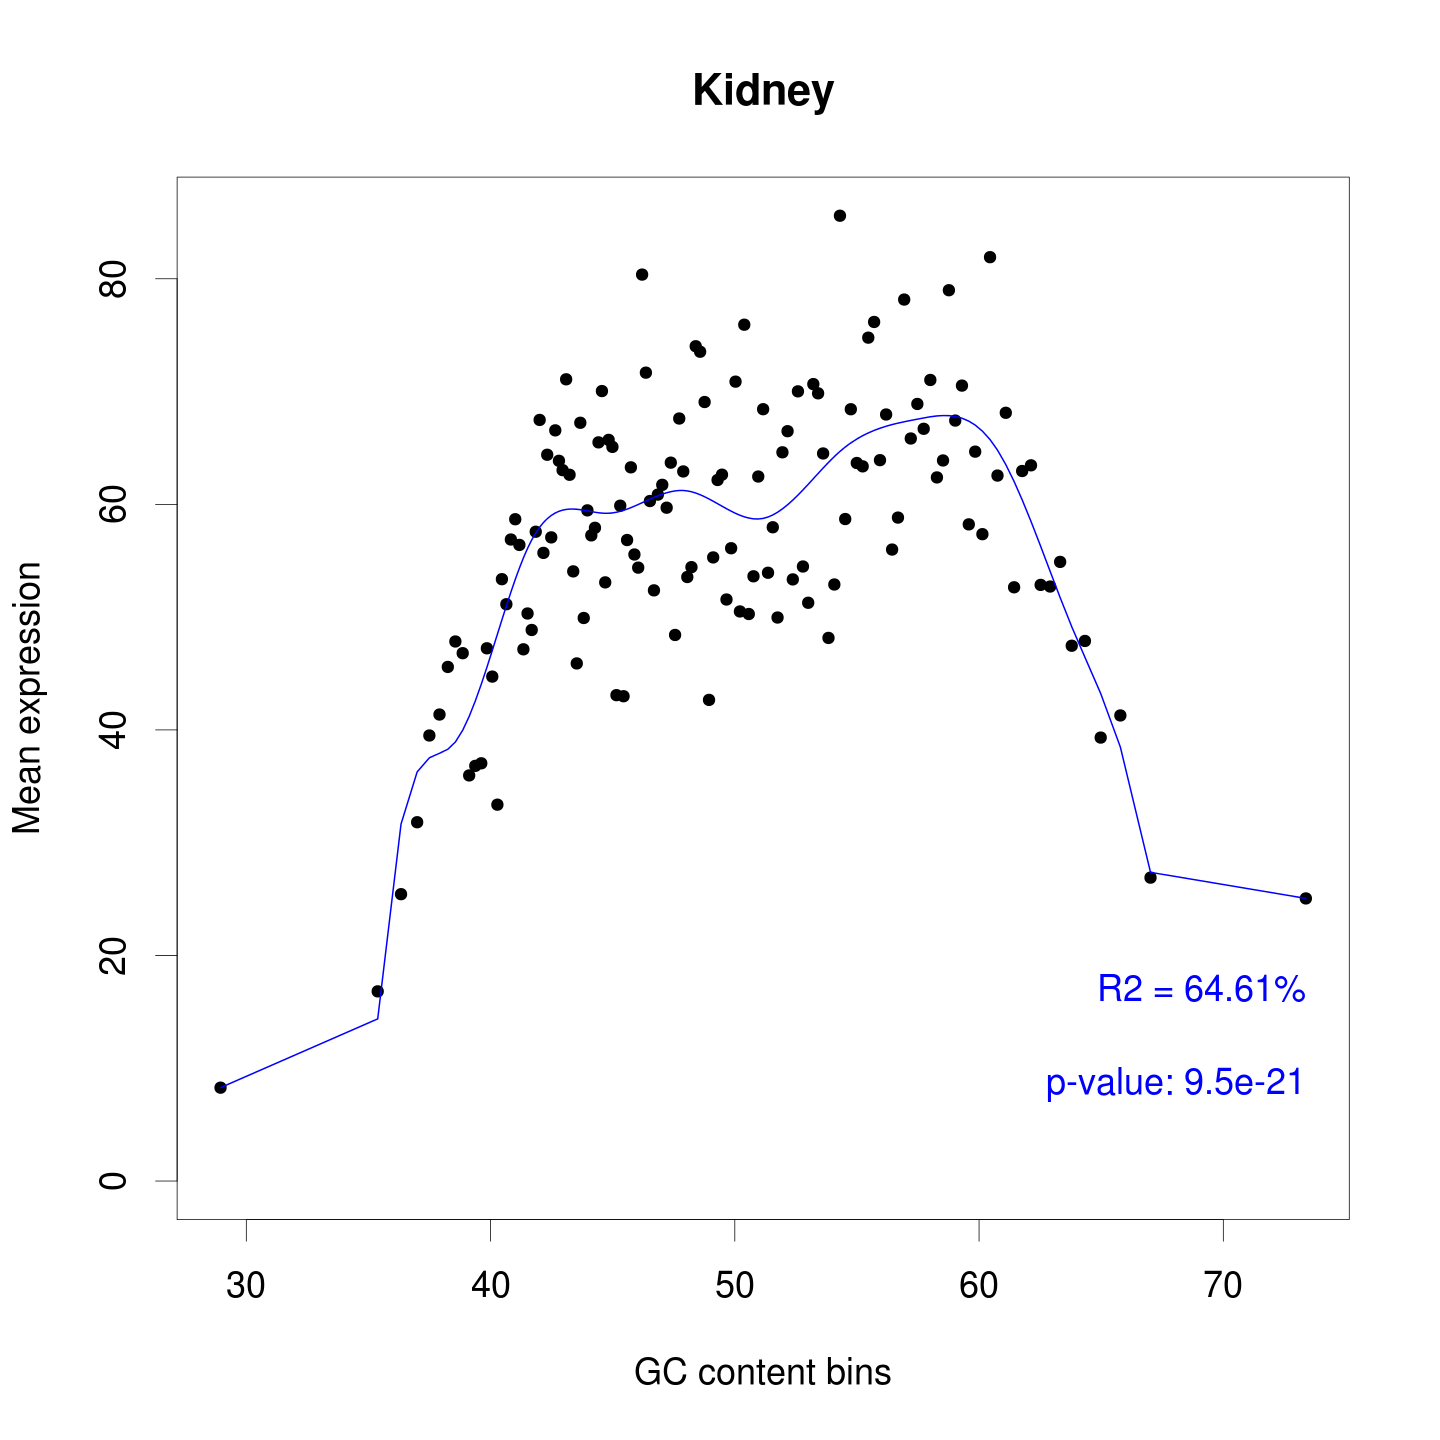 Kidney
Mean expression
80
60
40
20
0
R2 = 64.61%
p-value: 9.5e-21
30 40 50 60 70
GC content bins